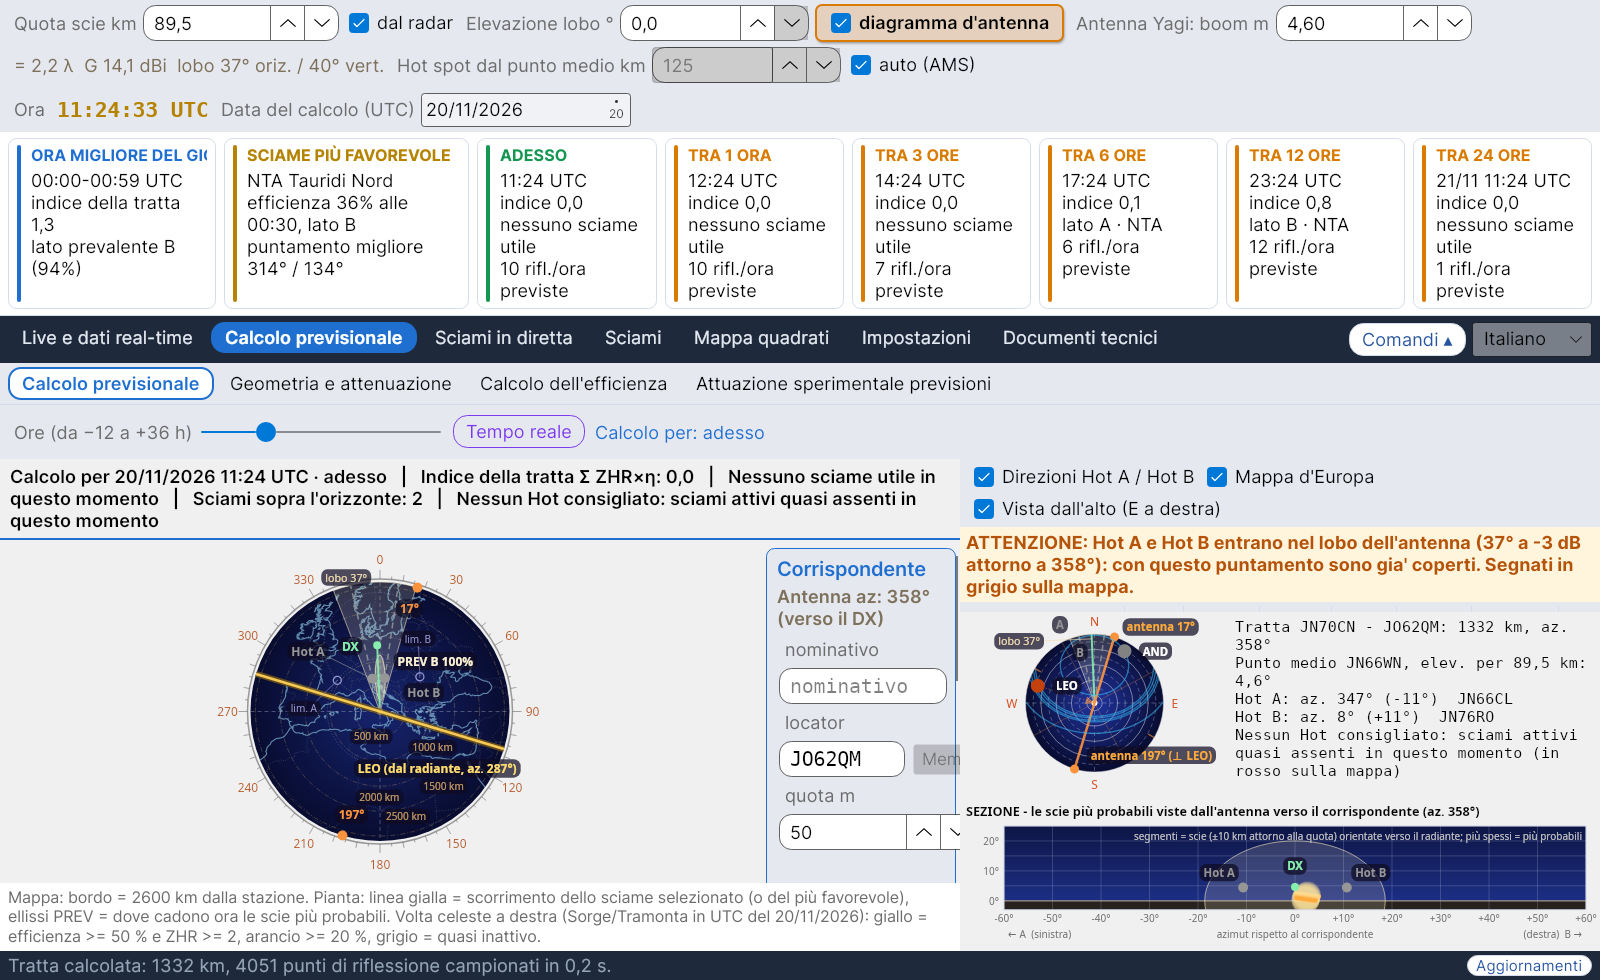 Quota scie km 89,5 dal radar Elevazione lobo ° 0,0 diagramma d'antenna Antenna Yagi: boom m 4,60
= 2,2 λ G 14,1 dBi lobo 37° oriz. / 40° vert. Hot spot dal punto medio km 125 auto (AMS)
Ora 11:24:33 UTC Data del calcolo (UTC) 20/11/2026 20
ORA MIGLIORE DEL GIO
00:00-00:59 UTC
indice della tratta
1,3
lato prevalente B
(94%)
SCIAME PIÙ FAVOREVOLE
NTA Tauridi Nord
efficienza 36% alle
00:30, lato B
puntamento migliore
314° / 134°
ADESSO
11:24 UTC
indice 0,0
nessuno sciame
utile
10 rifl./ora
previste
TRA 1 ORA
12:24 UTC
indice 0,0
nessuno sciame
utile
10 rifl./ora
previste
TRA 3 ORE
14:24 UTC
indice 0,0
nessuno sciame
utile
7 rifl./ora
previste
TRA 6 ORE
17:24 UTC
indice 0,1
lato A · NTA
6 rifl./ora
previste
TRA 12 ORE
23:24 UTC
indice 0,8
lato B · NTA
12 rifl./ora
previste
TRA 24 ORE
21/11 11:24 UTC
indice 0,0
nessuno sciame
utile
1 rifl./ora
previste
Live e dati real-time Calcolo previsionale Sciami in diretta Sciami Mappa quadrati Impostazioni Documenti tecnici Comandi ▴ Italiano
Calcolo previsionale Geometria e attenuazione Calcolo dell'efficienza Attuazione sperimentale previsioni
Ore (da −12 a +36 h) Tempo reale Calcolo per: adesso
Calcolo per 20/11/2026 11:24 UTC · adesso | Indice della tratta Σ ZHR×η: 0,0 | Nessuno sciame utile in
questo momento | Sciami sopra l'orizzonte: 2 | Nessun Hot consigliato: sciami attivi quasi assenti in
questo momento
0
330 lobo 37° 30
17°
300 lim. B 60
Hot A DX
PREV B 100%
Hot B
270 lim. A 90
500 km
1000 km
LEO (dal radiante, az. 287°)
240 1500 km 120
2000 km
197° 2500 km
210 150
180
Corrispondente
Antenna az: 358°
(verso il DX)
nominativo
nominativo
locator
JO62QM Mem
quota m
50
Mappa: bordo = 2600 km dalla stazione. Pianta: linea gialla = scorrimento dello sciame selezionato (o del più favorevole),
ellissi PREV = dove cadono ora le scie più probabili. Volta celeste a destra (Sorge/Tramonta in UTC del 20/11/2026): giallo =
efficienza >= 50 % e ZHR >= 2, arancio >= 20 %, grigio = quasi inattivo.
Direzioni Hot A / Hot B Mappa d'Europa
Vista dall'alto (E a destra)
ATTENZIONE: Hot A e Hot B entrano nel lobo dell'antenna (37° a -3 dB
attorno a 358°): con questo puntamento sono gia' coperti. Segnati in
grigio sulla mappa.
A N antenna 17°
lobo 37°
B AND
LEO
W E
antenna 197° (⊥ LEO)
S
Tratta JN70CN - JO62QM: 1332 km, az.
358°
Punto medio JN66WN, elev. per 89,5 km:
4,6°
Hot A: az. 347° (-11°) JN66CL
Hot B: az. 8° (+11°) JN76RO
Nessun Hot consigliato: sciami attivi
quasi assenti in questo momento (in
rosso sulla mappa)
SEZIONE - le scie più probabili viste dall'antenna verso il corrispondente (az. 358°)
segmenti = scie (±10 km attorno alla quota) orientate verso il radiante; più spessi = più probabili
20°
10° Hot A DX Hot B
0°
-60° -50° -40° -30° -20° -10° 0° +10° +20° +30° +40° +50° +60°
← A (sinistra) azimut rispetto al corrispondente (destra) B →
Tratta calcolata: 1332 km, 4051 punti di riflessione campionati in 0,2 s. Aggiornamenti